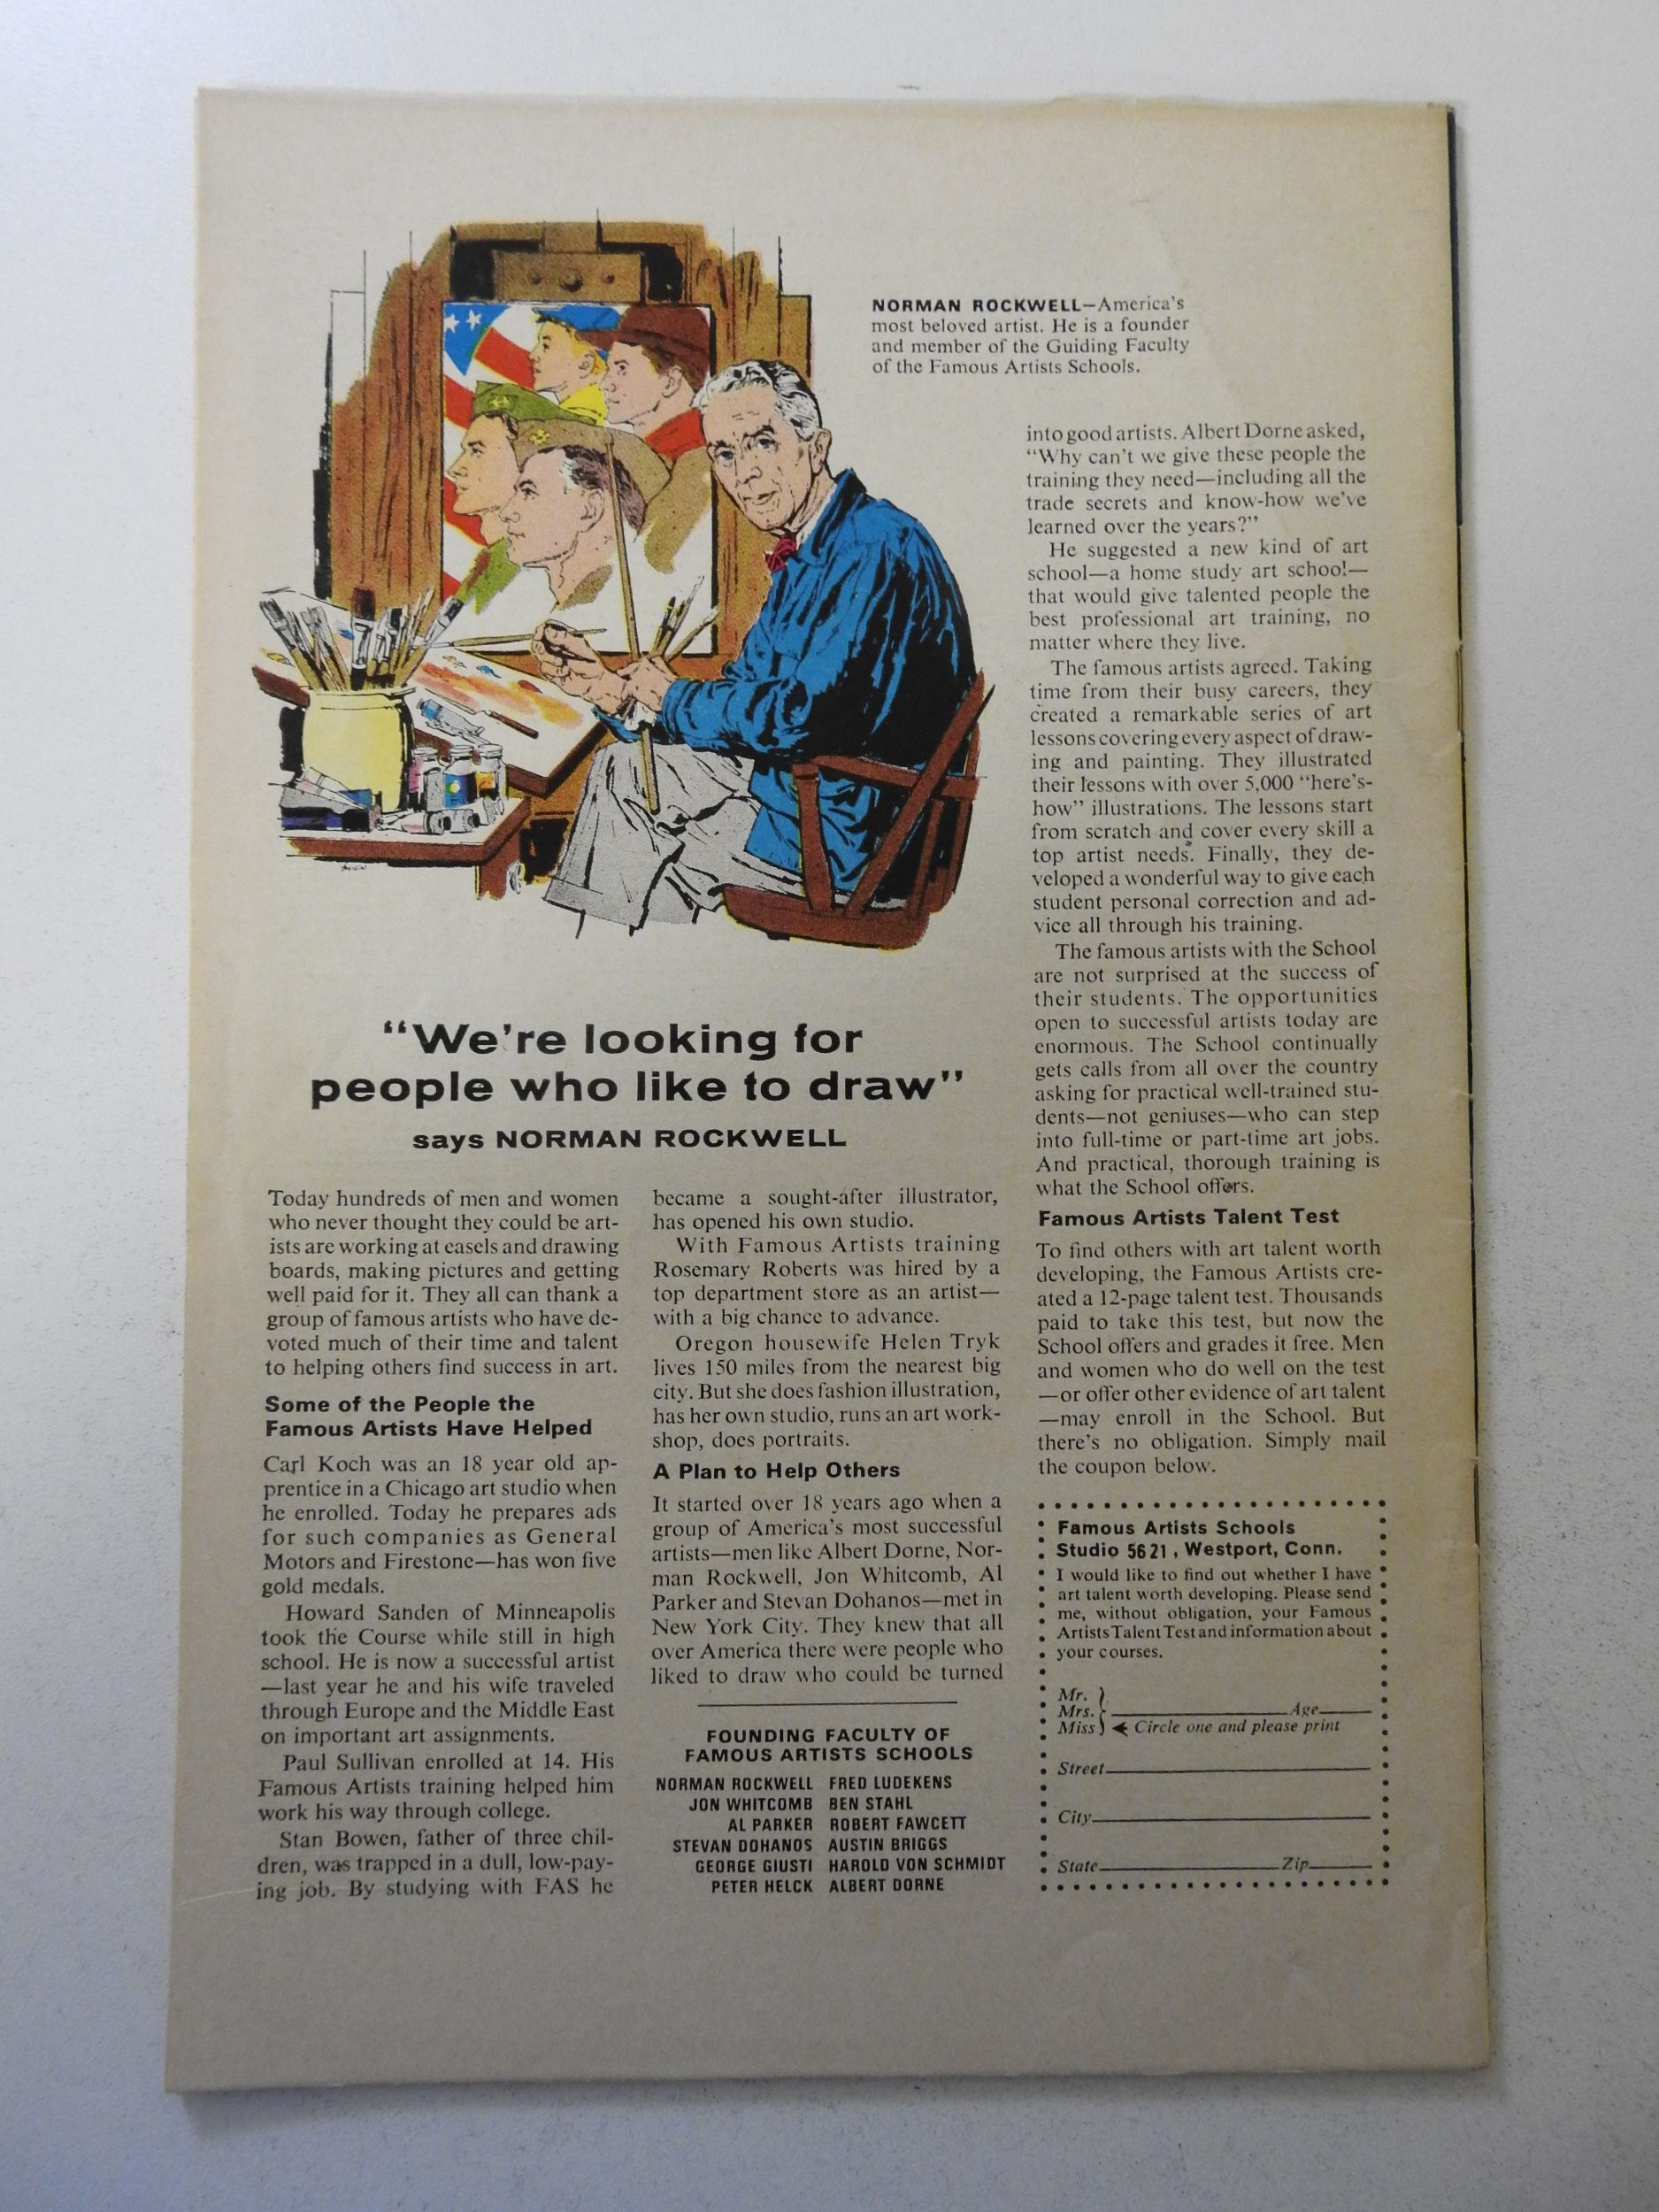 NORMAN ROCKWELL—America's
most beloved artist. He is a founder
and member of the Guiding Faculty
of the Famous Artists Schools.
"We're looking for
people who like to draw"
says NORMAN ROCKWELL
Today hundreds of men and women
who never thought they could be art-
ists are working at easels and drawing
boards, making pictures and getting
well paid for it. They all can thank a
group of famous artists who have de-
voted much of their time and talent
to helping others find success in art.
Some of the People the
Famous Artists Have Helped
Carl Koch was an 18 year old ap-
prentice in a Chicago art studio when
he enrolled. Today he prepares ads
for such companies as General
Motors and Firestone—has won five
gold medals.
Howard Sanden of Minneapolis
took the Course while still in high
school. He is now a successful artist
—last year he and his wife traveled
through Europe and the Middle East
on important art assignments.
Paul Sullivan enrolled at 14. His
Famous Artists training helped him
work his way through college.
Stan Bowen, father of three chil-
dren, was trapped in a dull, low-pay-
ing job. By studying with FAS he
became a sought-after illustrator,
has opened his own studio.
With Famous Artists training
Rosemary Roberts was hired by a
top department store as an artist—
with a big chance to advance.
Oregon housewife Helen Tryk
lives 150 miles from the nearest big
city. But she does fashion illustration,
has her own studio, runs an art work-
shop, does portraits.
A Plan to Help Others
It started over 18 years ago when a
group of America's most successful
artists—men like Albert Dorne, Nor-
man Rockwell, Jon Whitcomb, Al
Parker and Stevan Dohanos—met in
New York City. They knew that all
over America there were people who
liked to draw who could be turned
FOUNDING FACULTY OF
FAMOUS ARTISTS SCHOOLS
NORMAN ROCKWELL FRED LUDEKENS
JON WHITCOMB BEN STAHL
AL PARKER ROBERT FAWCETT
STEVAN DOHANOS AUSTIN BRIGGS
GEORGE GIUSTI HAROLD VON SCHMIDT
PETER HELCK ALBERT DORNE
into good artists. Albert Dorne asked,
"Why can't we give these people the
training they need—including all the
trade secrets and know-how we've
learned over the years?"
He suggested a new kind of art
school—a home study art school—
that would give talented people the
best professional art training, no
matter where they live.
The famous artists agreed. Taking
time from their busy careers, they
created a remarkable series of art
lessons covering every aspect of draw-
ing and painting. They illustrated
their lessons with over 5,000 "here's-
how" illustrations. The lessons start
from scratch and cover every skill a
top artist needs. Finally, they de-
veloped a wonderful way to give each
student personal correction and ad-
vice all through his training.
The famous artists with the School
are not surprised at the success of
their students. The opportunities
open to successful artists today are
enormous. The School continually
gets calls from all over the country
asking for practical well-trained stu-
dents—not geniuses—who can step
into full-time or part-time art jobs.
And practical, thorough training is
what the School offers.
Famous Artists Talent Test
To find others with art talent worth
developing, the Famous Artists cre-
ated a 12-page talent test. Thousands
paid to take this test, but now the
School offers and grades it free. Men
and women who do well on the test
—or offer other evidence of art talent
—may enroll in the School. But
there's no obligation. Simply mail
the coupon below.
Famous Artists Schools
Studio 5621, Westport, Conn.
I would like to find out whether I have
art talent worth developing. Please send
me, without obligation, your Famous
Artists Talent Test and information about
your courses.
Mr.
Mrs. Age
Miss Circle one and please print
Street
City
State Zip